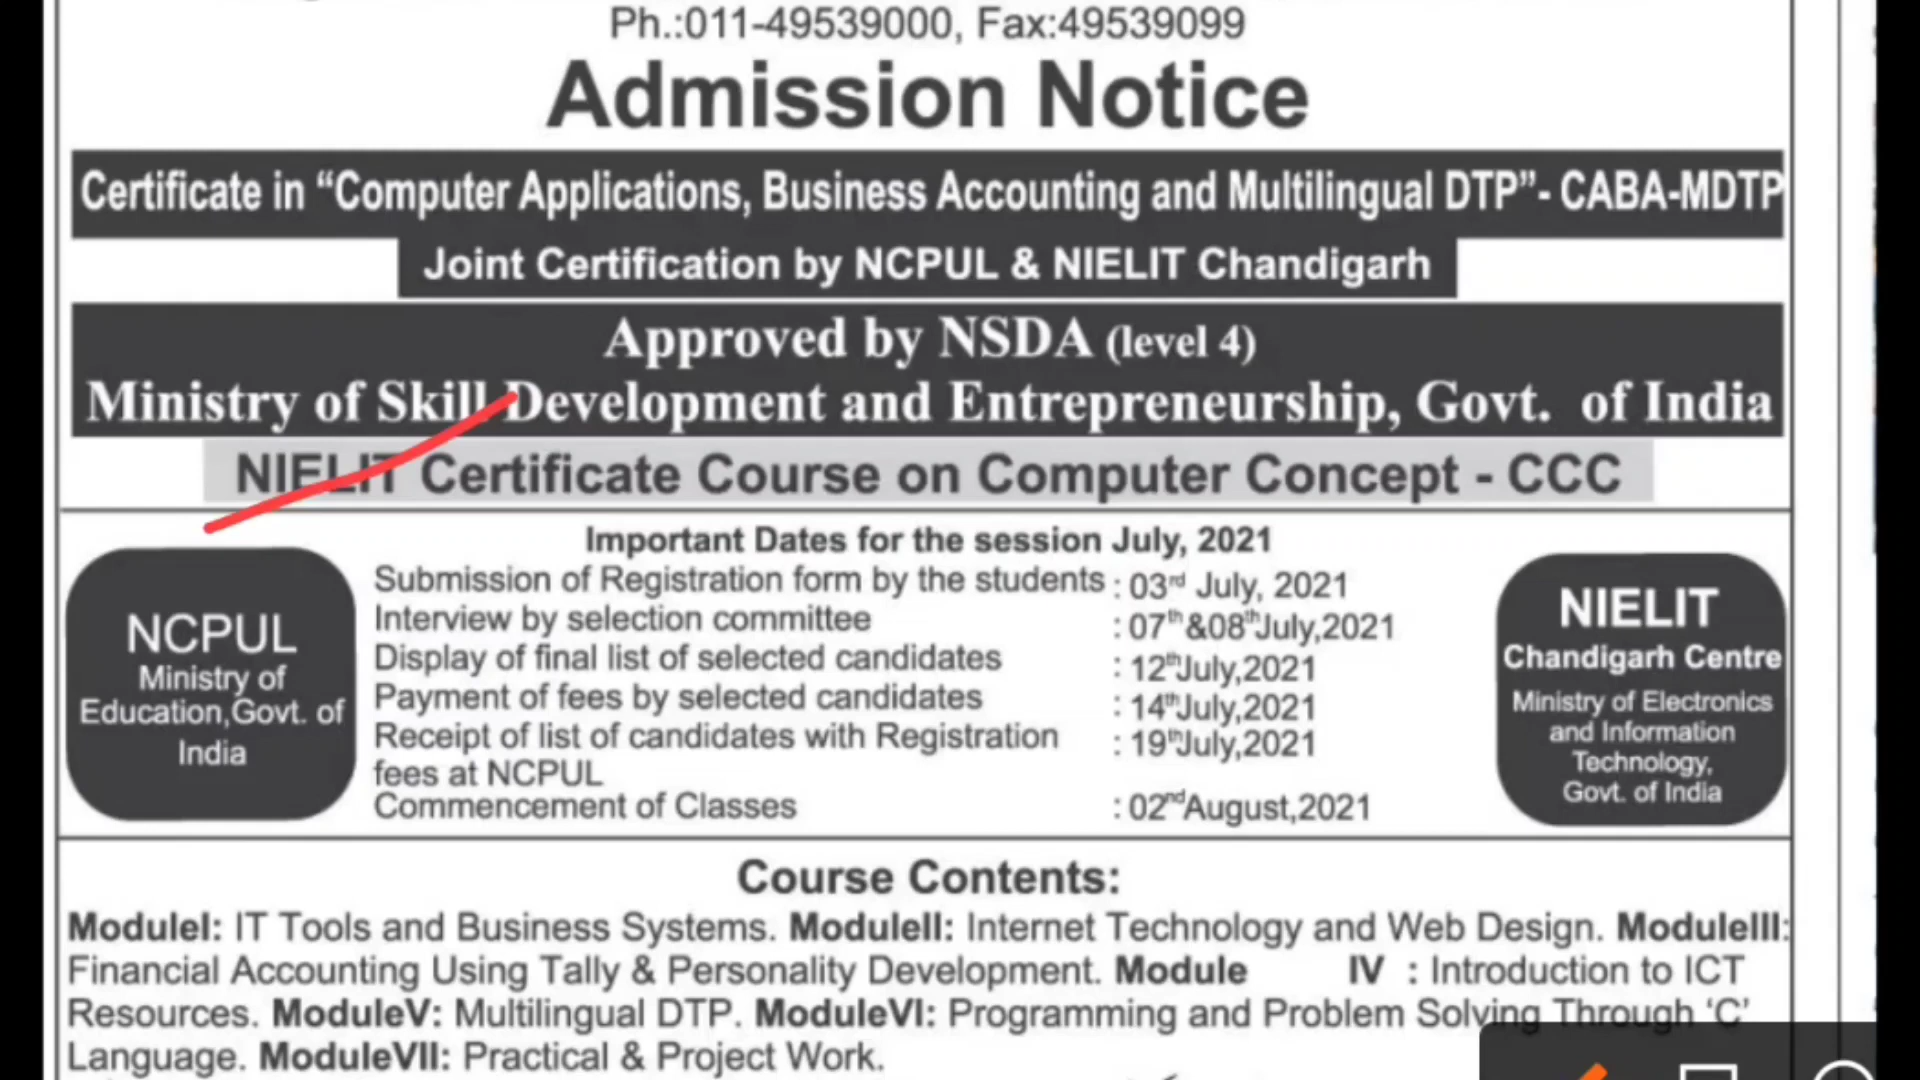 Ph.:011-49539000, Fax:49539099
Admission Notice
Certificate in “Computer Applications, Business Accounting and Multilingual DTP”- CABA-MDTP
Joint Certification by NCPUL & NIELIT Chandigarh
Approved by NSDA (level 4)
Ministry of Skill Development and Entrepreneurship, Govt. of India
NIELIT Certificate Course on Computer Concept - CCC
Important Dates for the session July, 2021
Submission of Registration form by the students : 03rd July, 2021
Interview by selection committee : 07th&08thJuly,2021
Display of final list of selected candidates : 12thJuly,2021
Payment of fees by selected candidates : 14thJuly,2021
Receipt of list of candidates with Registration : 19thJuly,2021
fees at NCPUL
Commencement of Classes : 02ndAugust,2021
NCPUL
Ministry of
Education,Govt. of
India
NIELIT
Chandigarh Centre
Ministry of Electronics
and Information
Technology,
Govt. of India
Course Contents:
ModuleI: IT Tools and Business Systems. ModuleII: Internet Technology and Web Design. ModuleIII:
Financial Accounting Using Tally & Personality Development. Module IV : Introduction to ICT
Resources. ModuleV: Multilingual DTP. ModuleVI: Programming and Problem Solving Through ‘C’
Language. ModuleVII: Practical & Project Work.